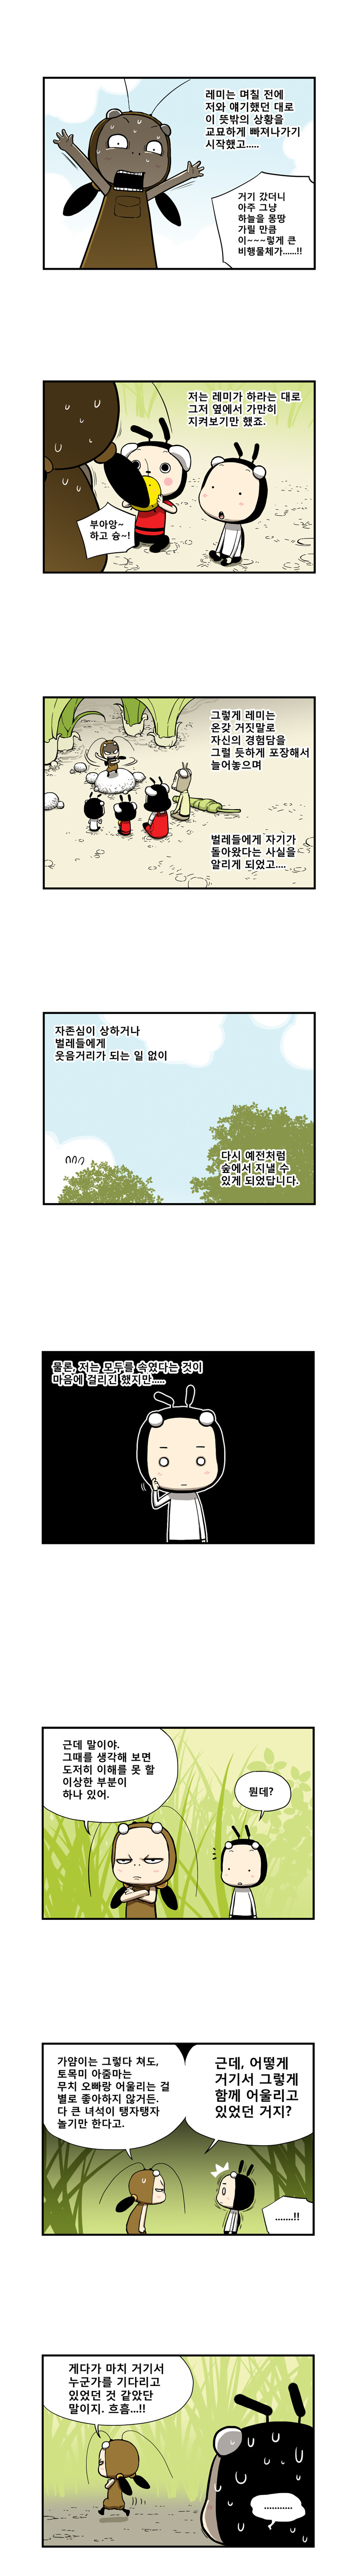 레미는 며칠 전에
저와 얘기했던 대로
이 뜻밖의 상황을
교묘하게 빠져나가기
시작했고.....
거기 갔더니
아주 그냥
하늘을 몽땅
가릴 만큼
이~~~렇게 큰
비행물체가......!!
저는 레미가 하라는 대로
그저 옆에서 가만히
지켜보기만 했죠.
부아앙~
하고 슝~!
그렇게 레미는
온갖 거짓말로
자신의 경험담을
그럴 듯하게 포장해서
늘어놓으며
벌레들에게 자기가
돌아왔다는 사실을
알리게 되었고....
자존심이 상하거나
벌레들에게
웃음거리가 되는 일 없이
다시 예전처럼
숲에서 지낼 수
있게 되었답니다.
물론, 저는 모두를 속였다는 것이
마음에 걸리긴 했지만.....
근데 말이야.
그때를 생각해 보면
도저히 이해를 못 할
이상한 부분이
하나 있어.
뭔데?
가얌이는 그렇다 쳐도,
토목미 아줌마는
무치 오빠랑 어울리는 걸
별로 좋아하지 않거든.
다 큰 녀석이 탱자탱자
놀기만 한다고.
근데, 어떻게
거기서 그렇게
함께 어울리고
있었던 거지?
.......!!
게다가 마치 거기서
누군가를 기다리고
있었던 것 같았단
말이지. 흐흠...!!
...........